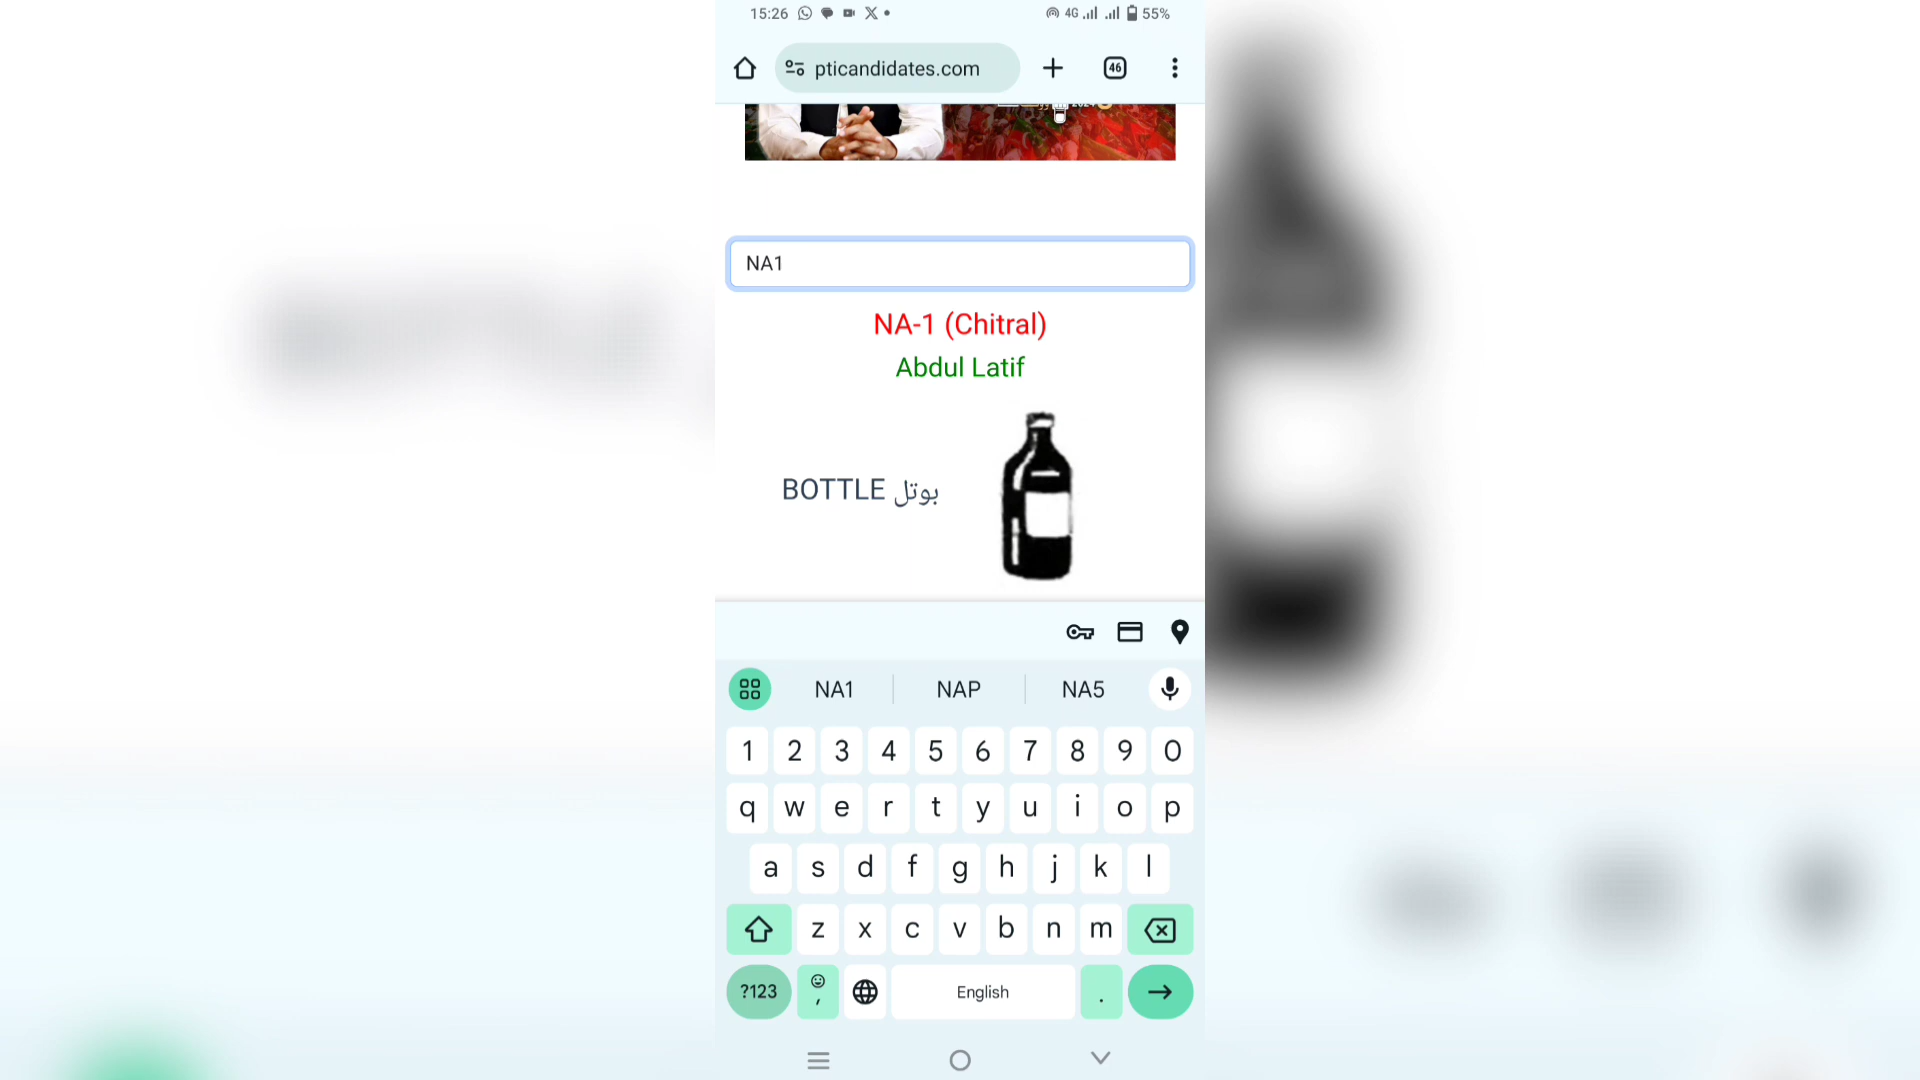 15:26 4G 55%
pticandidates.com 46
NA1
NA-1 (Chitral)
Abdul Latif
BOTTLE بوتل
NA1 NAP NA5
1 2 3 4 5 6 7 8 9 0
q w e r t y u i o p
a s d f g h j k l
z x c v b n m
?123 , English .